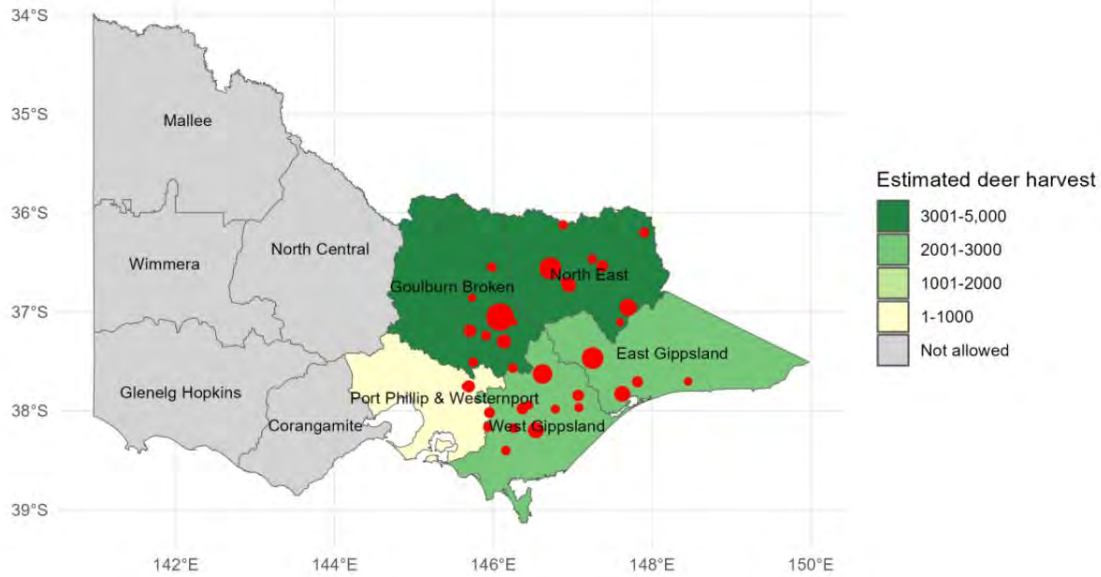 34°S
35°S
36°S
37°S
38°S
39°S
142°E
144°E
146°E
148°E
150°E
Mallee
Wimmera
North Central
Goulburn Broken
North East
East Gippsland
Glenelg Hopkins
Port Phillip & Westernport
Corangamite
West Gippsland
Estimated deer harvest
3001-5,000
2001-3000
1001-2000
1-1000
Not allowed